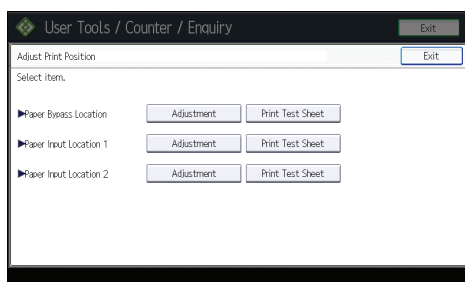 User Tools / Counter / Enquiry Exit
Adjust Print Position Exit
Select item.
▶Paper Bypass Location Adjustment Print Test Sheet
▶Paper Input Location 1 Adjustment Print Test Sheet
▶Paper Input Location 2 Adjustment Print Test Sheet